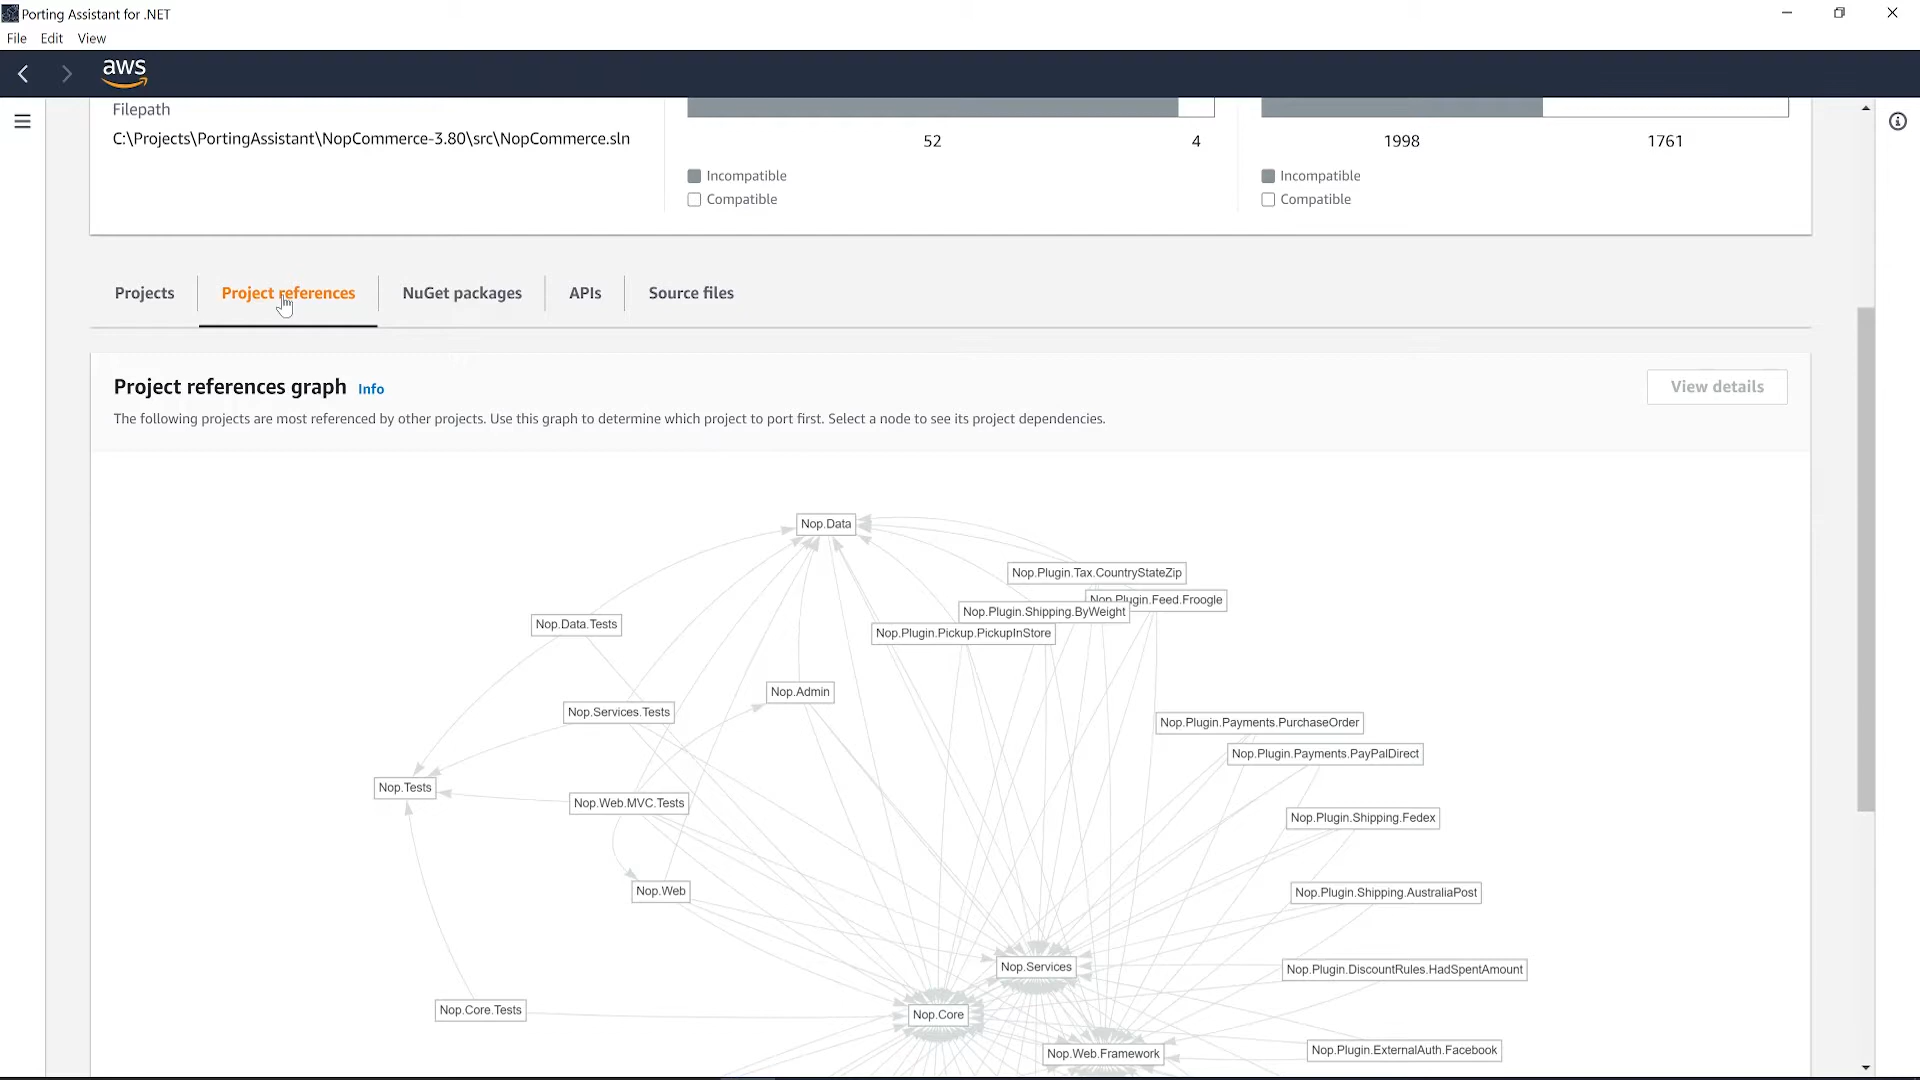 Porting Assistant for .NET
File Edit View
aws
Filepath
C:\Projects\PortingAssistant\NopCommerce-3.80\src\NopCommerce.sln
52 4
Incompatible
Compatible
1998 1761
Incompatible
Compatible
Projects Project references NuGet packages APIs Source files
Project references graph Info
View details
The following projects are most referenced by other projects. Use this graph to determine which project to port first. Select a node to see its project dependencies.
Nop.Data
Nop.Plugin.Tax.CountryStateZip
Nop.Plugin.Feed.Froogle
Nop.Plugin.Shipping.ByWeight
Nop.Data.Tests
Nop.Plugin.Pickup.PickupInStore
Nop.Admin
Nop.Services.Tests
Nop.Plugin.Payments.PurchaseOrder
Nop.Plugin.Payments.PayPalDirect
Nop.Tests
Nop.Web.MVC.Tests
Nop.Plugin.Shipping.Fedex
Nop.Web
Nop.Plugin.Shipping.AustraliaPost
Nop.Services
Nop.Plugin.DiscountRules.HadSpentAmount
Nop.Core.Tests
Nop.Core
Nop.Web.Framework
Nop.Plugin.ExternalAuth.Facebook